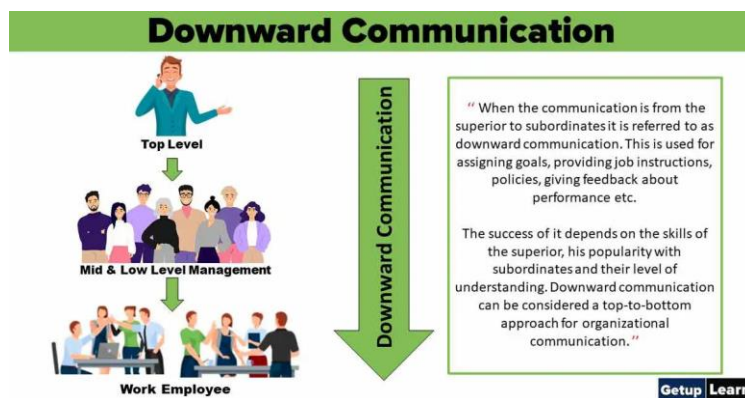 Downward Communication
Top Level
Mid & Low Level Management
Work Employee
Downward Communication
“ When the communication is from the
superior to subordinates it is referred to as
downward communication. This is used for
assigning goals, providing job instructions,
policies, giving feedback about
performance etc.
The success of it depends on the skills of
the superior, his popularity with
subordinates and their level of
understanding. Downward communication
can be considered a top-to-bottom
approach for organizational
communication.”
Getup Learn